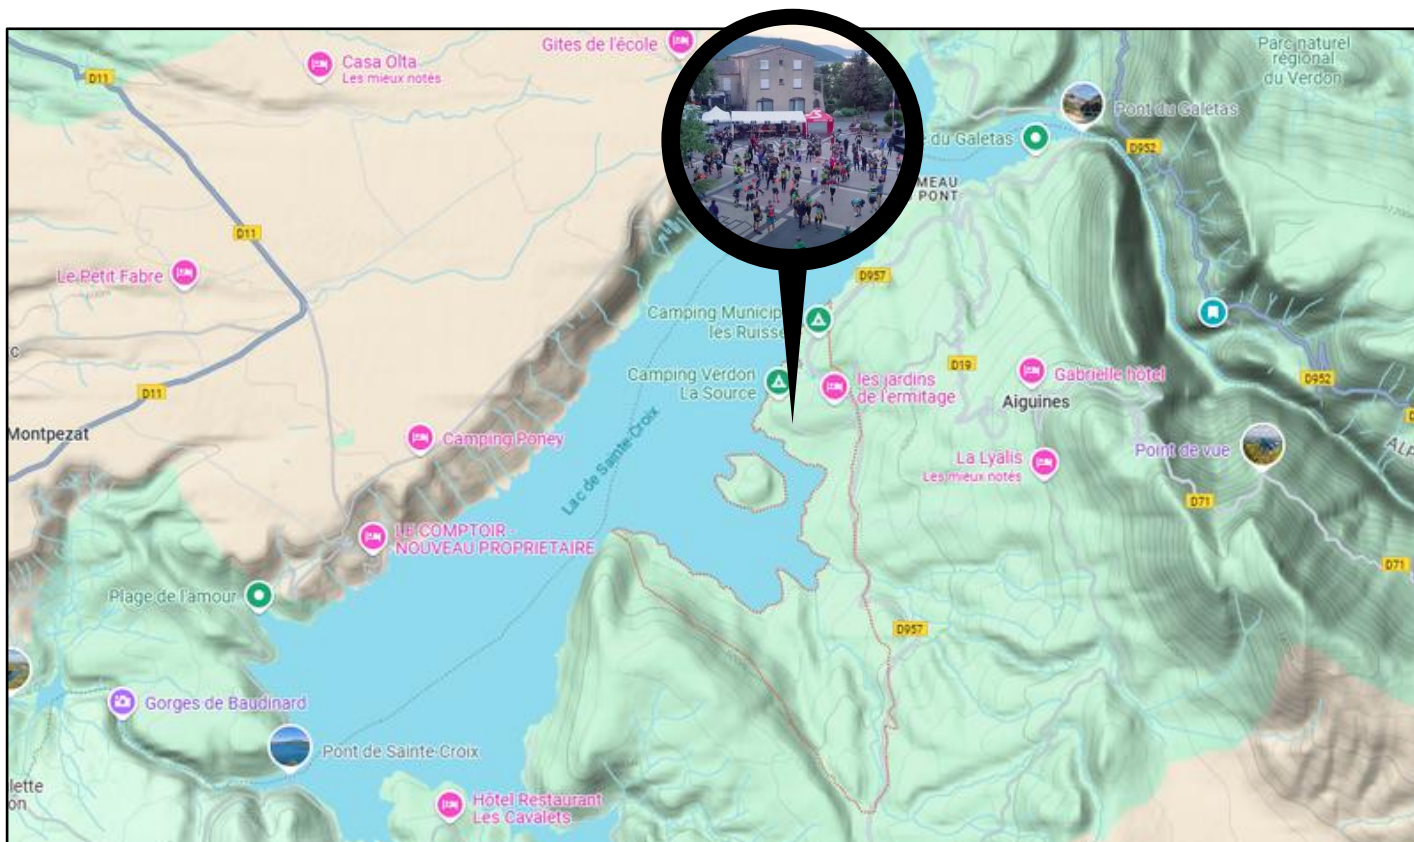 Gîtes de l'école
Casa Olta
Les mieux notés
D11
Parc naturel
régional
du Verdon
Pont du Galetas
du Galetas
D952
MEAU
PONT
D11
Le Petit Fabre
D957
Camping Municip
les Ruisse
D19
Gabrielle hôtel
Aiguines
D952
Camping Verdon
La Source
les jardins
de l'ermitage
D11
Montpezat
Camping Poney
Lac de Sainte-Croix
La Lyalis
Les mieux notés
Point de vue
D71
LE COMPTOIR -
NOUVEAU PROPRIETAIRE
D71
Plage de l'amour
D957
Gorges de Baudinard
Pont de Sainte-Croix
lette
on
Hôtel Restaurant
Les Cavalets